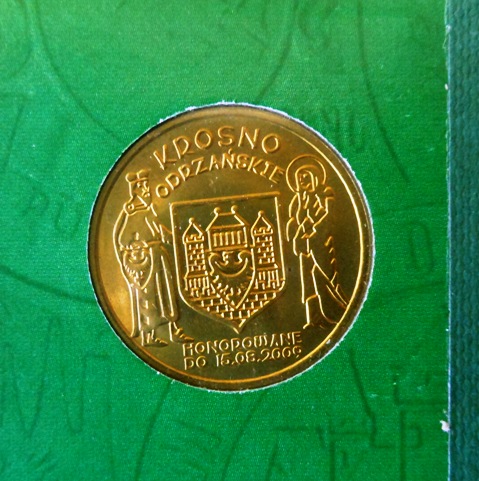 KROSNO
ODRZAŃSKIE
HONOROWANE
DO 15.08.2009